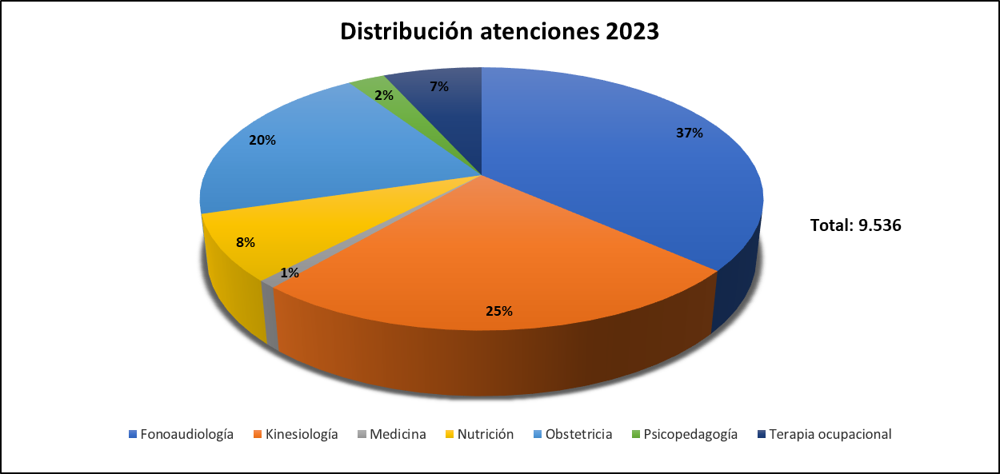 Distribución atenciones 2023
7%
2%
37%
20%
Total: 9.536
8%
1%
25%
Fonoaudiología Kinesiología Medicina Nutrición Obstetricia Psicopedagogía Terapia ocupacional